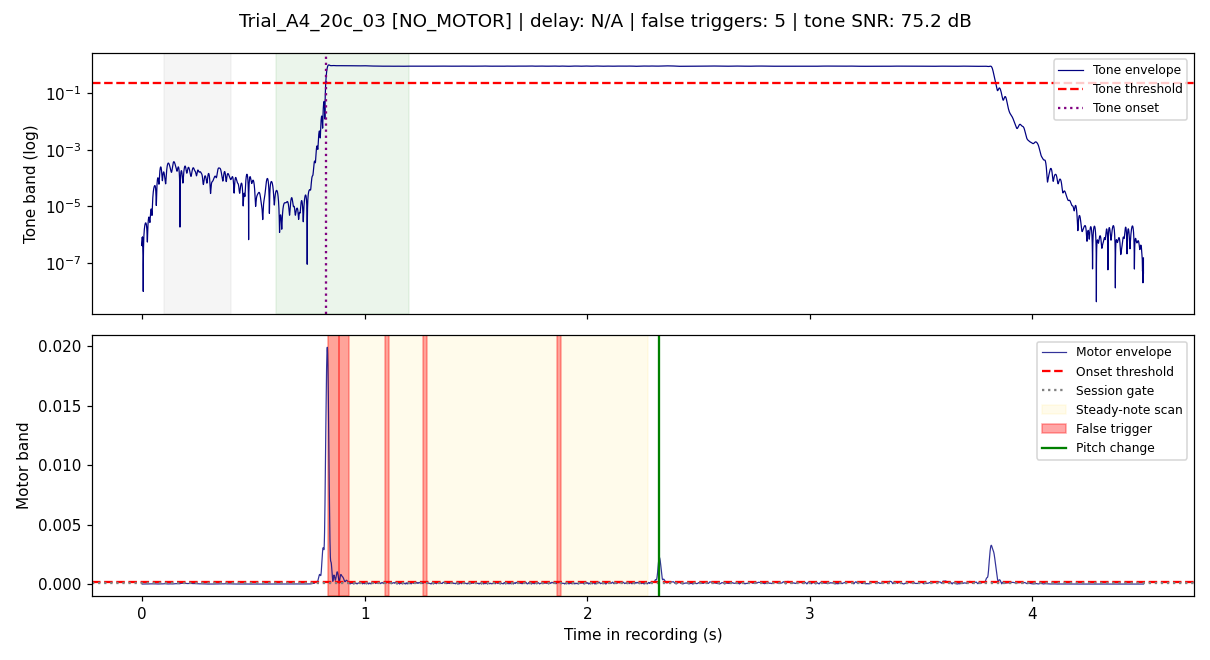 Trial_A4_20c_03 [NO_MOTOR] | delay: N/A | false triggers: 5 | tone SNR: 75.2 dB
Tone band (log)
10⁻¹
10⁻³
10⁻⁵
10⁻⁷
Tone envelope
Tone threshold
Tone onset
Motor band
0.020
0.015
0.010
0.005
0.000
Motor envelope
Onset threshold
Session gate
Steady-note scan
False trigger
Pitch change
0 1 2 3 4
Time in recording (s)